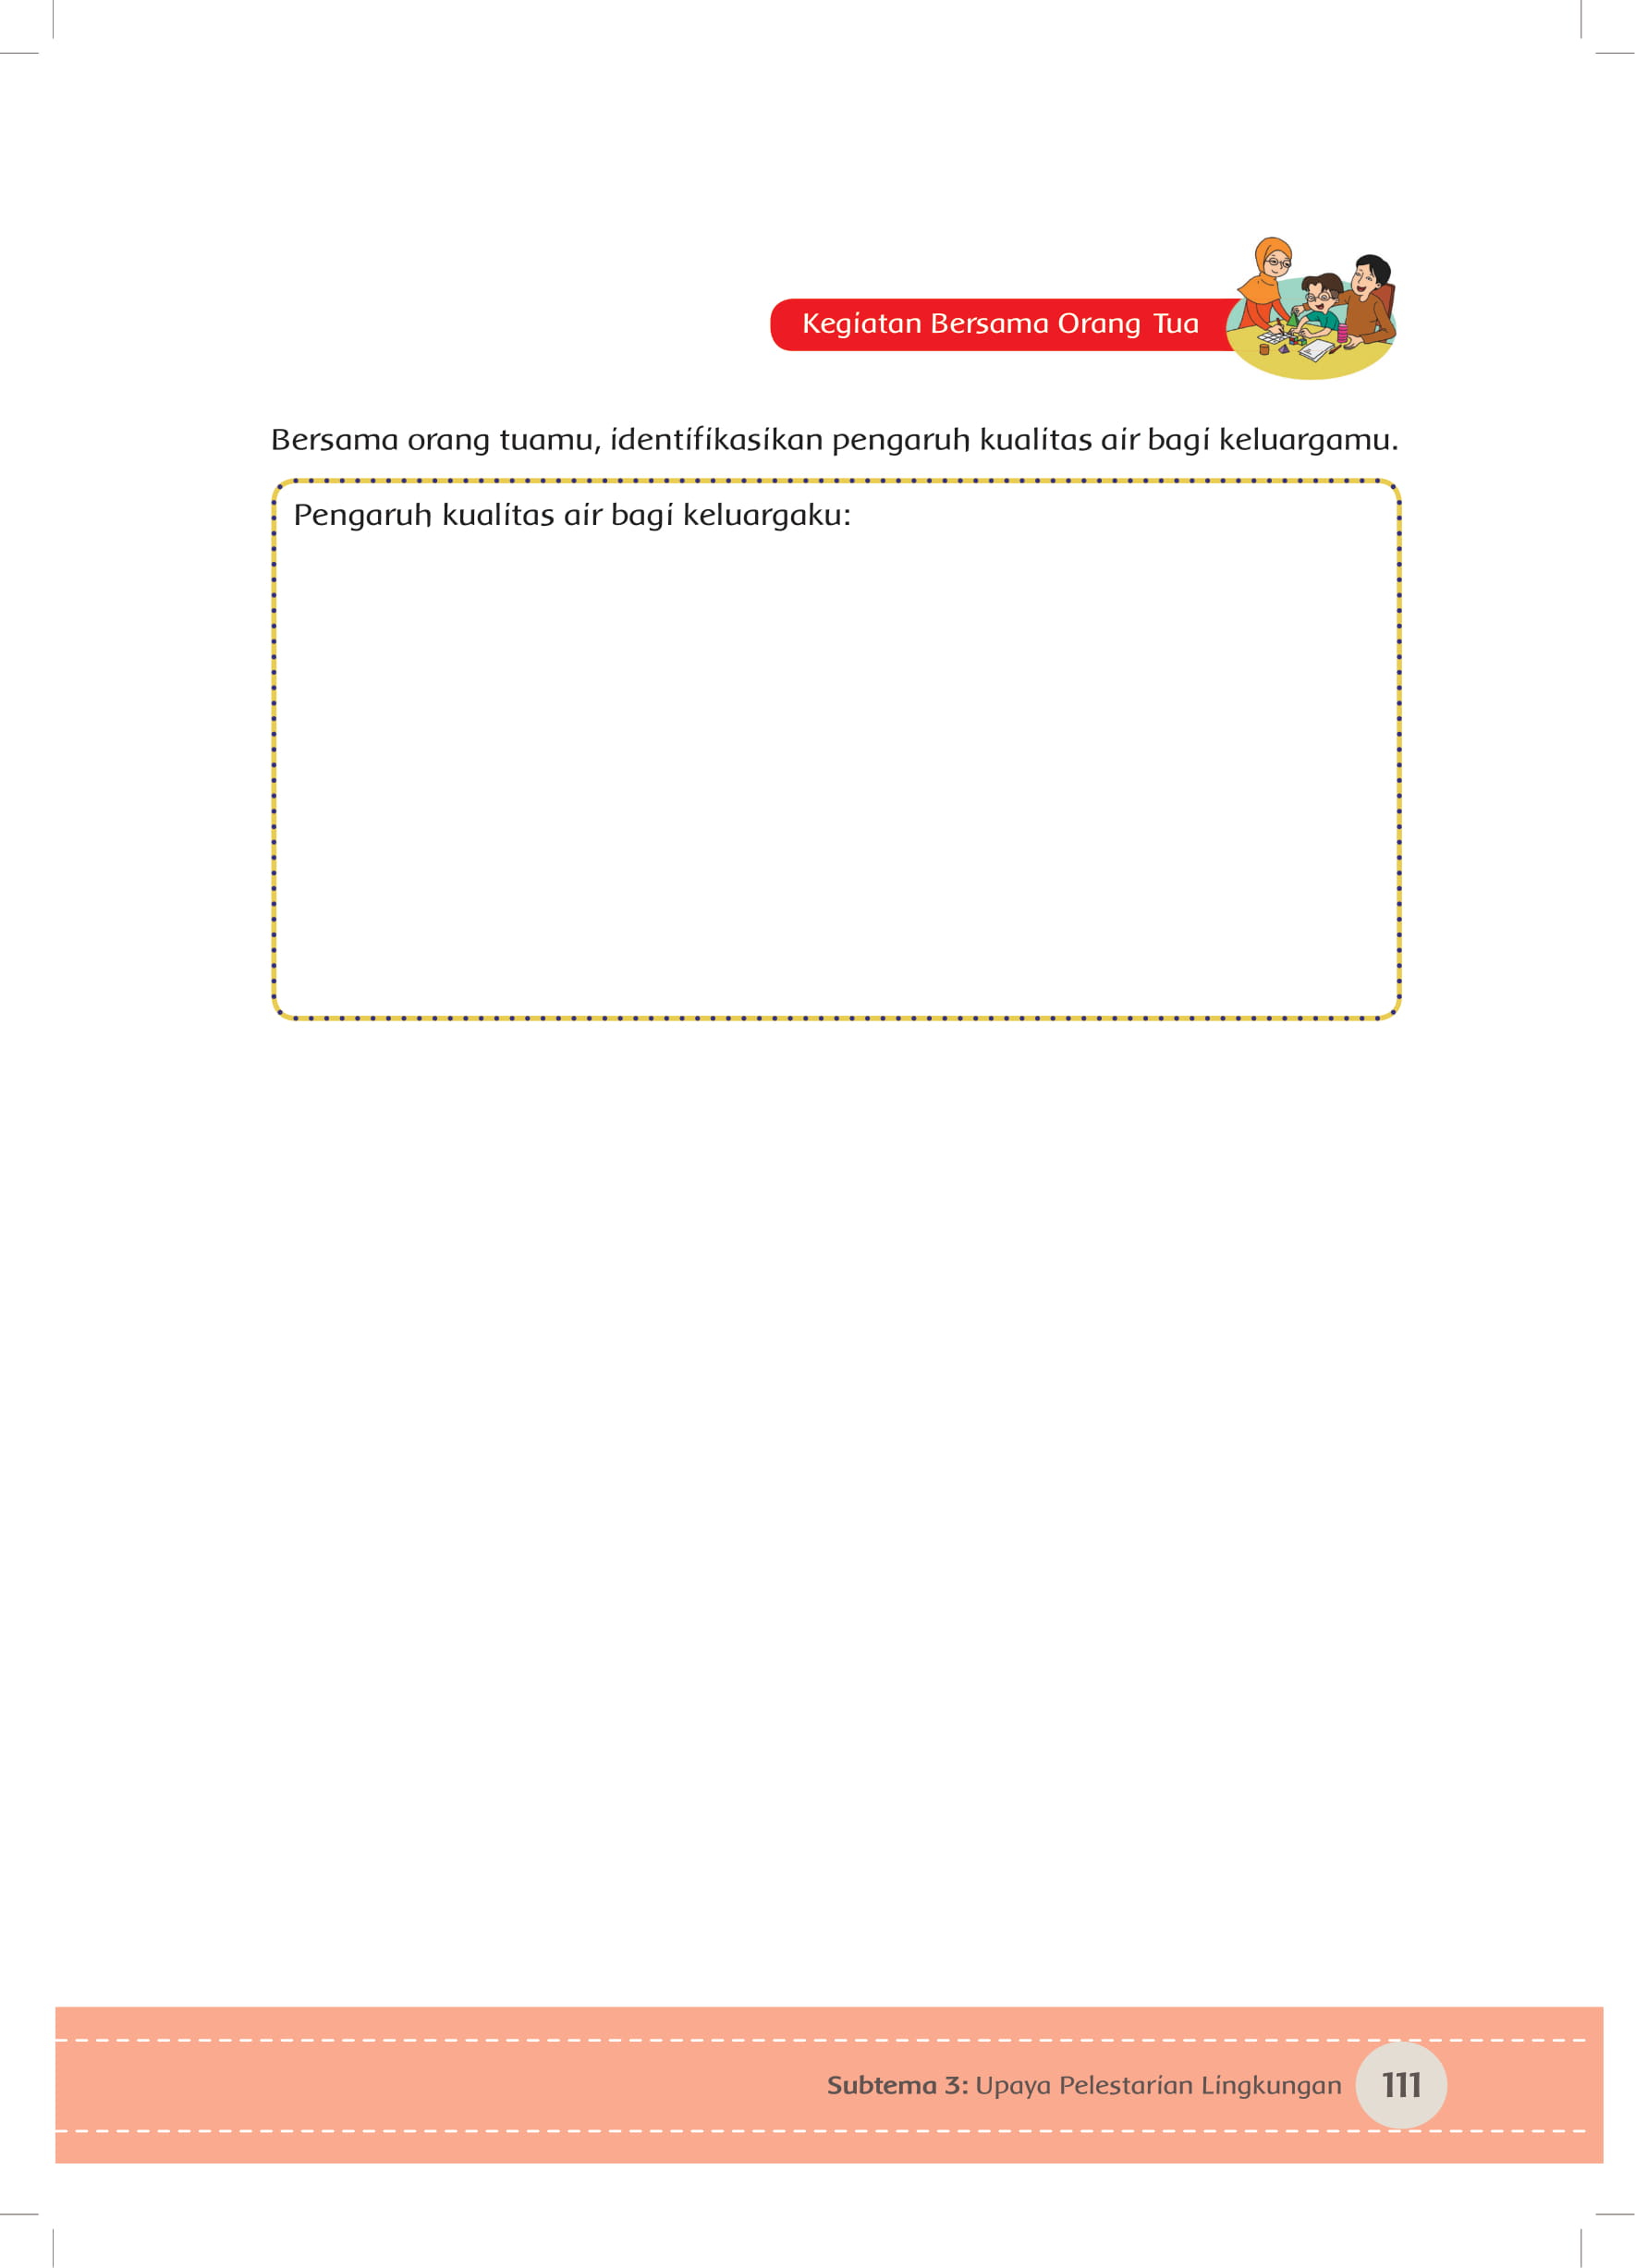 Kegiatan Bersama Orang Tua
Bersama orang tuamu, identifikasikan pengaruh kualitas air bagi keluargamu.
Pengaruh kualitas air bagi keluargaku:
Subtema 3: Upaya Pelestarian Lingkungan 111